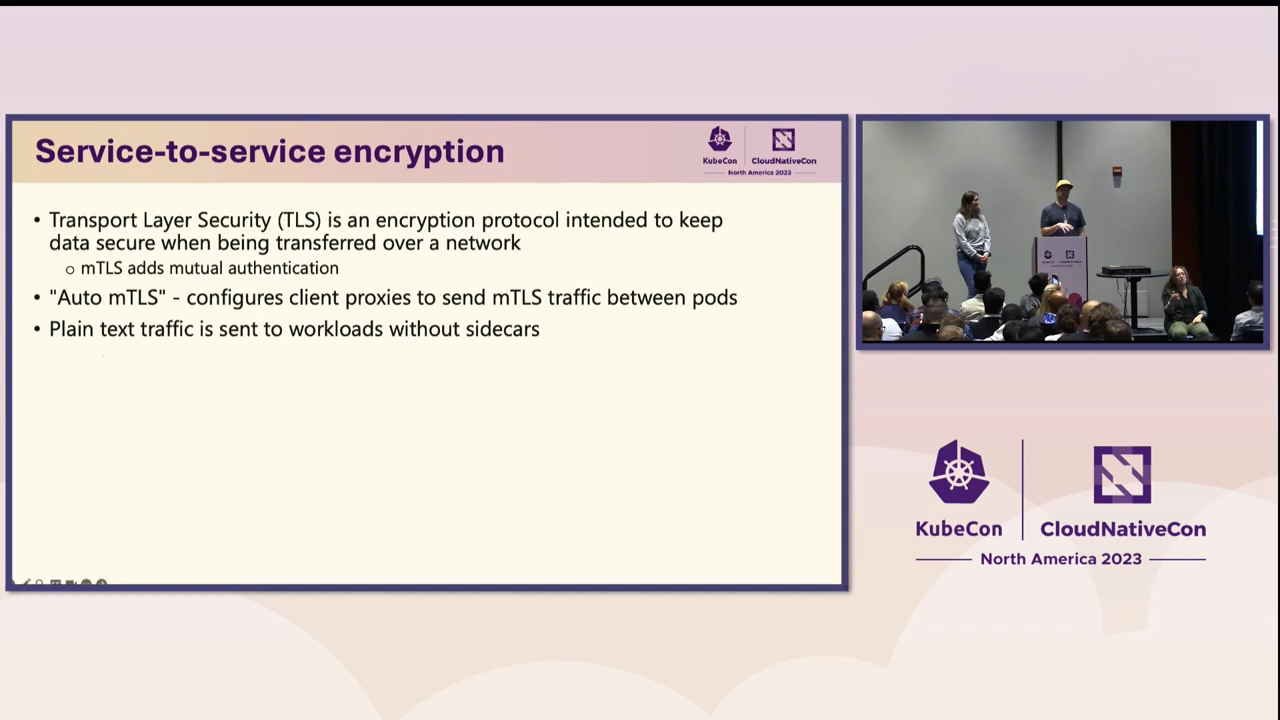 Service-to-service encryption
KubeCon
CloudNativeCon
North America 2023
• Transport Layer Security (TLS) is an encryption protocol intended to keep
data secure when being transferred over a network
o mTLS adds mutual authentication
• "Auto mTLS" - configures client proxies to send mTLS traffic between pods
• Plain text traffic is sent to workloads without sidecars
KubeCon
CloudNativeCon
North America 2023